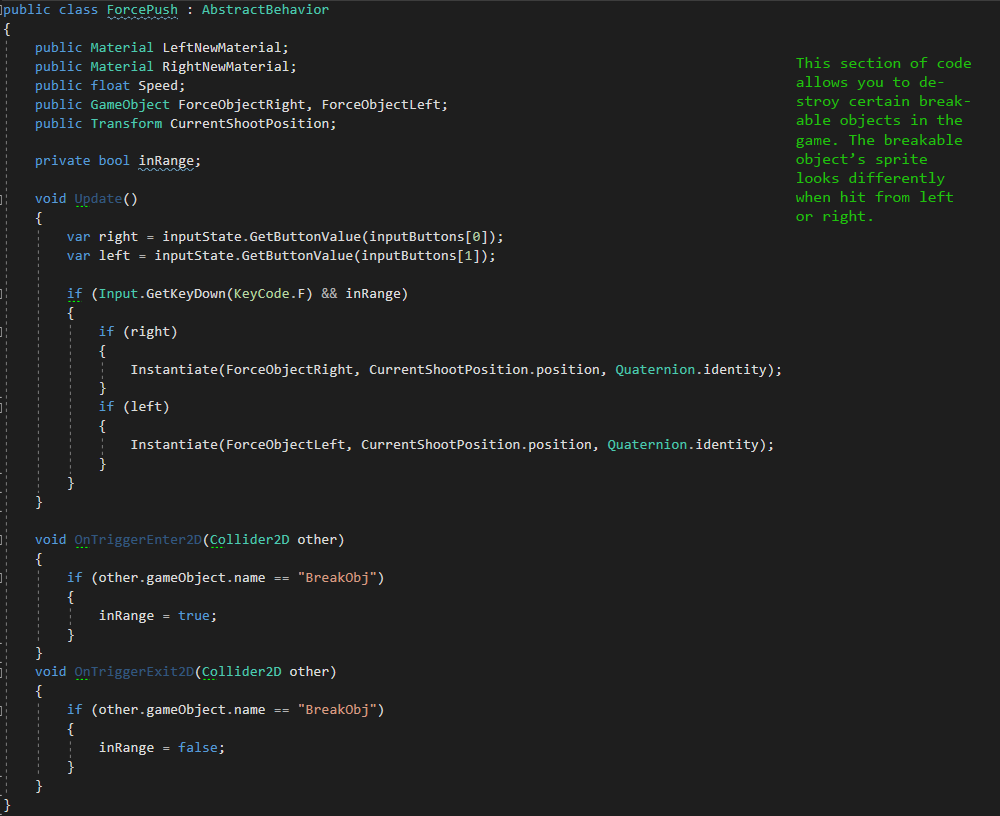 public class ForcePush : AbstractBehavior
{
public Material LeftNewMaterial;
public Material RightNewMaterial;
public float Speed;
public GameObject ForceObjectRight, ForceObjectLeft;
public Transform CurrentShootPosition;
private bool inRange;
void Update()
{
var right = inputState.GetButtonValue(inputButtons[0]);
var left = inputState.GetButtonValue(inputButtons[1]);
if (Input.GetKeyDown(KeyCode.F) && inRange)
{
if (right)
{
Instantiate(ForceObjectRight, CurrentShootPosition.position, Quaternion.identity);
}
if (left)
{
Instantiate(ForceObjectLeft, CurrentShootPosition.position, Quaternion.identity);
}
}
}
void OnTriggerEnter2D(Collider2D other)
{
if (other.gameObject.name == "BreakObj")
{
inRange = true;
}
}
void OnTriggerExit2D(Collider2D other)
{
if (other.gameObject.name == "BreakObj")
{
inRange = false;
}
}
}
This section of code
allows you to de-
stroy certain break-
able objects in the
game. The breakable
object’s sprite
looks differently
when hit from left
or right.